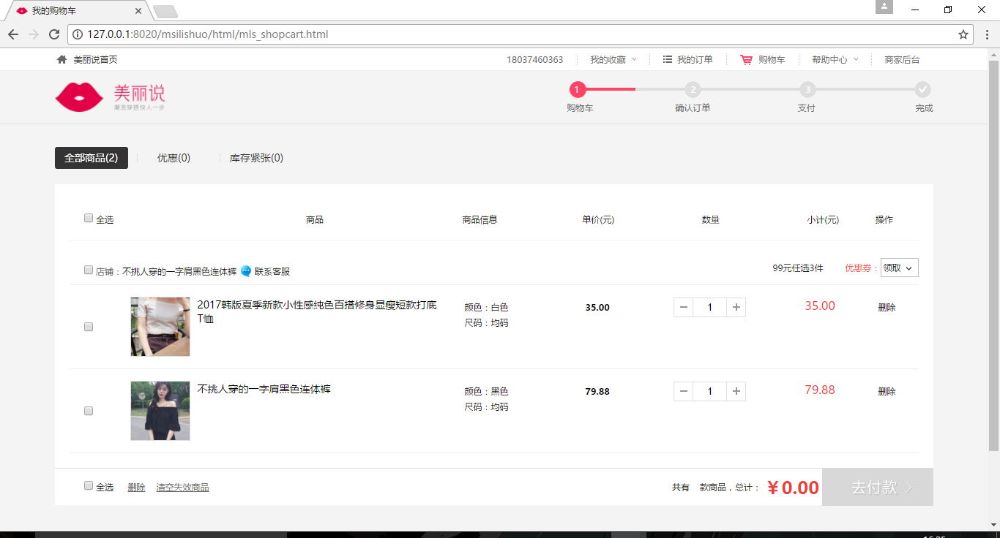 我的购物车
127.0.0.1:8020/msilishuo/html/mls_shopcart.html
美丽说首页 18037460363 我的收藏 我的订单 购物车 帮助中心 商家后台
美丽说
潮流穿搭快人一步
1 2 3
购物车 确认订单 支付 完成
全部商品(2) 优惠(0) 库存紧张(0)
全选 商品 商品信息 单价(元) 数量 小计(元) 操作
店铺：不挑人穿的一字肩黑色连体裤 联系客服 99元任选3件 优惠券： 领取
2017韩版夏季新款小性感纯色百搭修身显瘦短款打底 颜色：白色 35.00 1 35.00 删除
T恤 尺码：均码
不挑人穿的一字肩黑色连体裤 颜色：黑色 79.88 1 79.88 删除
尺码：均码
全选 删除 清空失效商品 共有 款商品，总计： ￥0.00 去付款